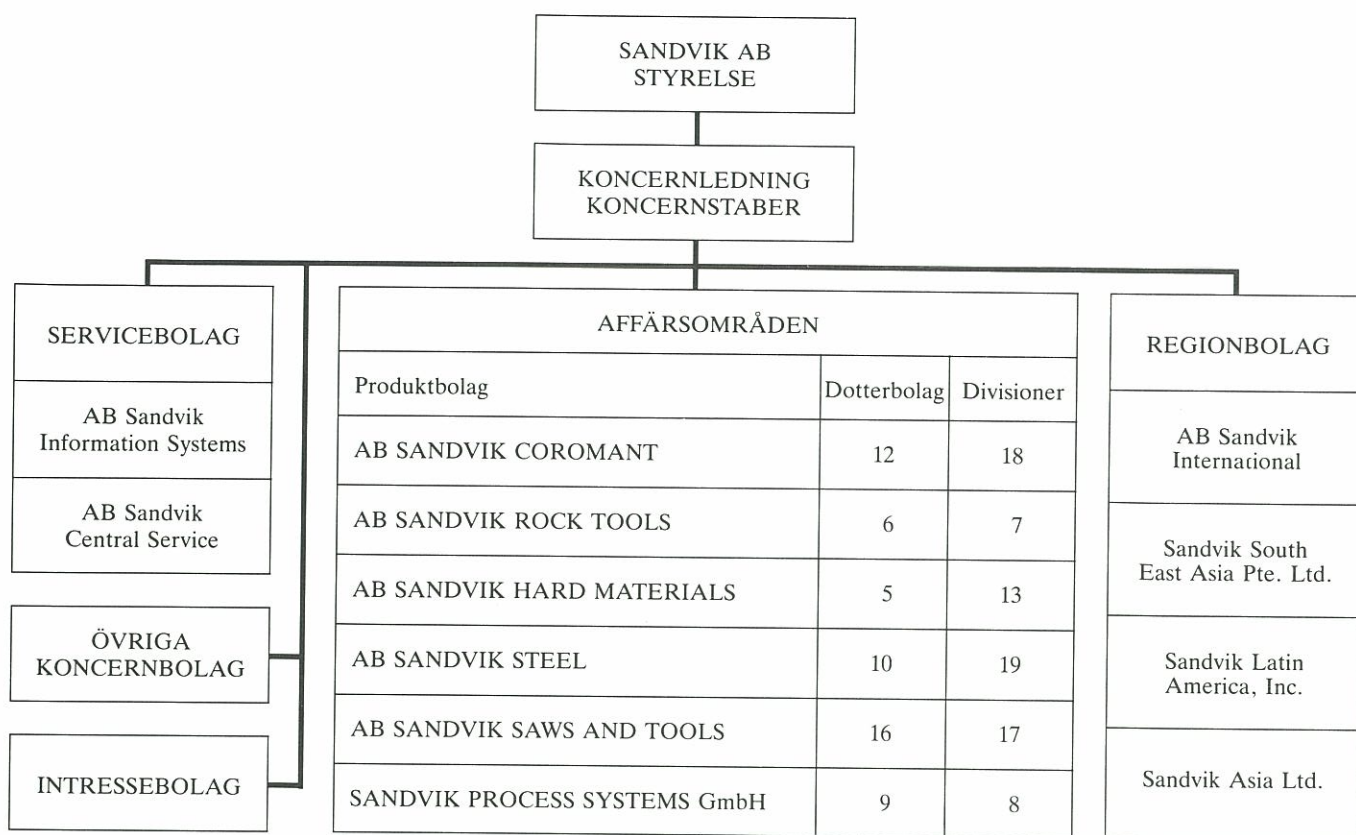 SANDVIK AB
STYRELSE
KONCERNLEDNING
KONCERNSTABER
SERVICEBOLAG
AB Sandvik
Information Systems
AB Sandvik
Central Service
ÖVRIGA
KONCERNBOLAG
INTRESSEBOLAG
AFFÄRSOMRÅDEN
Produktbolag Dotterbolag Divisioner
AB SANDVIK COROMANT 12 18
AB SANDVIK ROCK TOOLS 6 7
AB SANDVIK HARD MATERIALS 5 13
AB SANDVIK STEEL 10 19
AB SANDVIK SAWS AND TOOLS 16 17
SANDVIK PROCESS SYSTEMS GmbH 9 8
REGIONBOLAG
AB Sandvik
International
Sandvik South
East Asia Pte. Ltd.
Sandvik Latin
America, Inc.
Sandvik Asia Ltd.